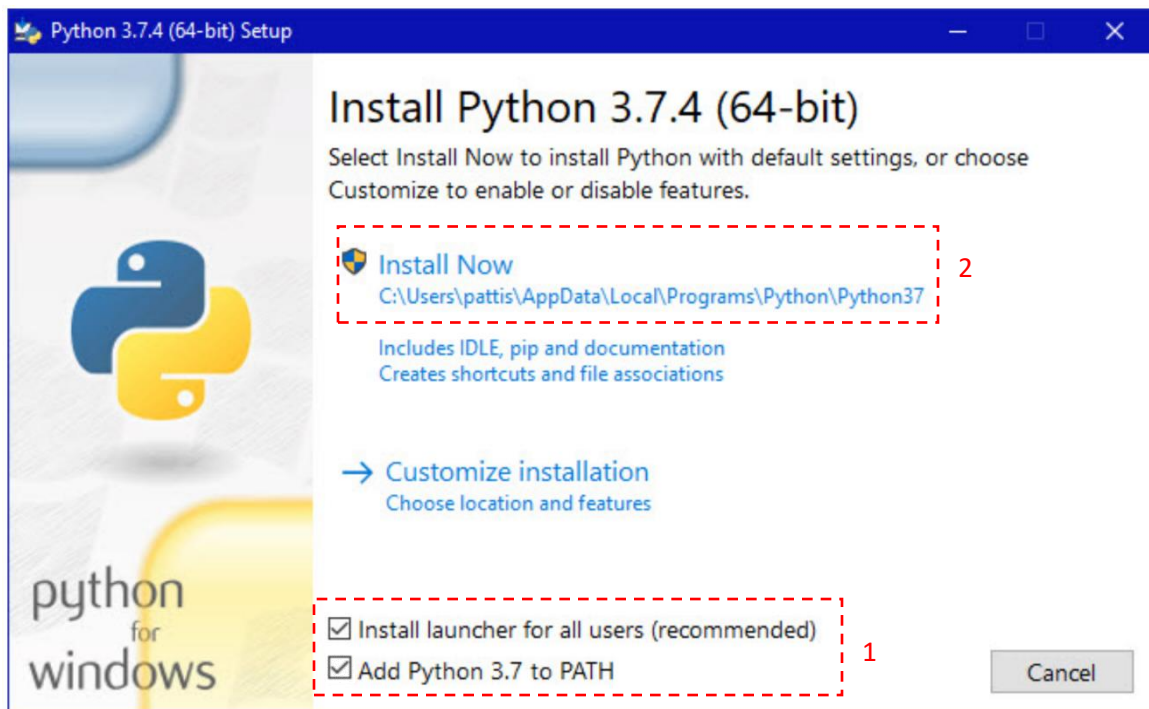 Python 3.7.4 (64-bit) Setup
Install Python 3.7.4 (64-bit)
Select Install Now to install Python with default settings, or choose
Customize to enable or disable features.
Install Now
C:\Users\pattis\AppData\Local\Programs\Python\Python37
2
Includes IDLE, pip and documentation
Creates shortcuts and file associations
Customize installation
Choose location and features
python
for
windows
Install launcher for all users (recommended)
Add Python 3.7 to PATH
1
Cancel